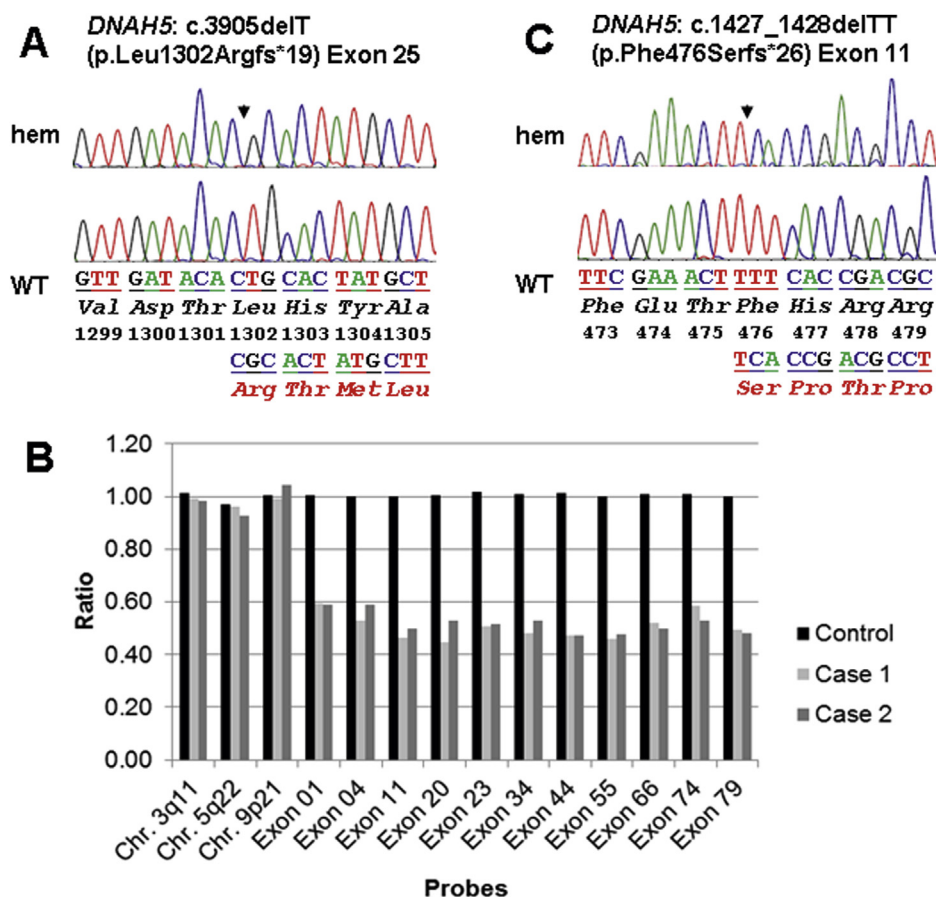 A
DNAH5: c.3905delT
(p.Leu1302Argfs*19) Exon 25
hem
WT
GTT GAT ACA CTG CAC TAT GCT
Val Asp Thr Leu His Tyr Ala
1299 1300 1301 1302 1303 1304 1305
CGC ACT ATG CTT
Arg Thr Met Leu
C
DNAH5: c.1427_1428delTT
(p.Phe476Serfs*26) Exon 11
hem
WT
TTC GAA ACT TTT CAC CGA CGC
Phe Glu Thr Phe His Arg Arg
473 474 475 476 477 478 479
TCA CCG ACG CCT
Ser Pro Thr Pro
B
1.20
1.00
0.80
0.60
0.40
0.20
0.00
Ratio
Chr. 3q11
Chr. 5q22
Chr. 9p21
Exon 01
Exon 04
Exon 11
Exon 20
Exon 23
Exon 34
Exon 44
Exon 55
Exon 66
Exon 74
Exon 79
Probes
Control
Case 1
Case 2